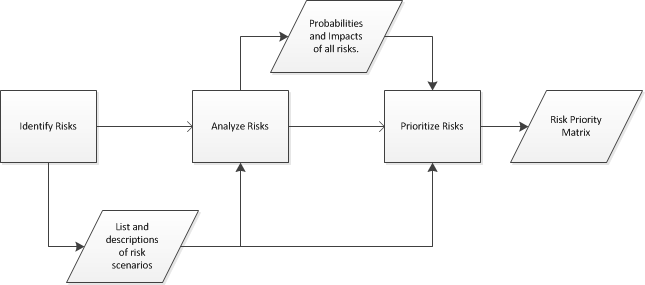 Probabilities
and Impacts
of all risks.
Identify Risks
Analyze Risks
Prioritize Risks
Risk Priority
Matrix
List and
descriptions
of risk
scenarios